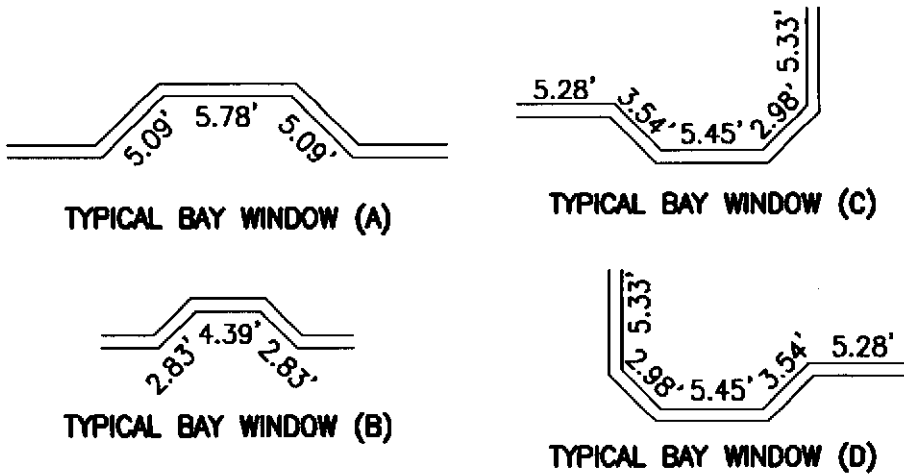 5.09' 5.78' 5.09'
TYPICAL BAY WINDOW (A)
5.28' 3.54' 5.45' 2.98' 5.33'
TYPICAL BAY WINDOW (C)
2.83' 4.39' 2.83'
TYPICAL BAY WINDOW (B)
5.33' 2.98' 5.45' 3.54' 5.28'
TYPICAL BAY WINDOW (D)